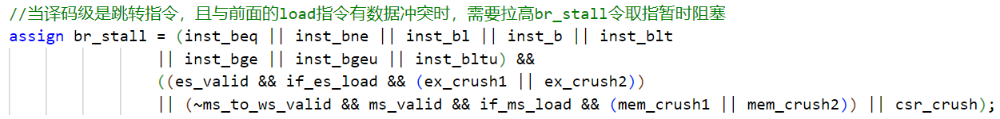 //当译码级是跳转指令，且与前面的load指令有数据冲突时，需要拉高br_stall令取指暂时阻塞
assign br_stall = (inst_beq || inst_bne || inst_bl || inst_b || inst_blt
|| inst_bge || inst_bgeu || inst_bltu) &&
((es_valid && if_es_load && (ex_crush1 || ex_crush2))
|| (~ms_to_ws_valid && ms_valid && if_ms_load && (mem_crush1 || mem_crush2)) || csr_crush);